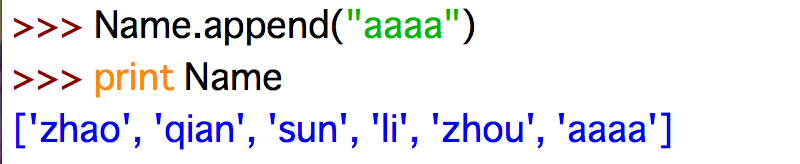 >>> Name.append("aaaa")
>>> print Name
['zhao', 'qian', 'sun', 'li', 'zhou', 'aaaa']